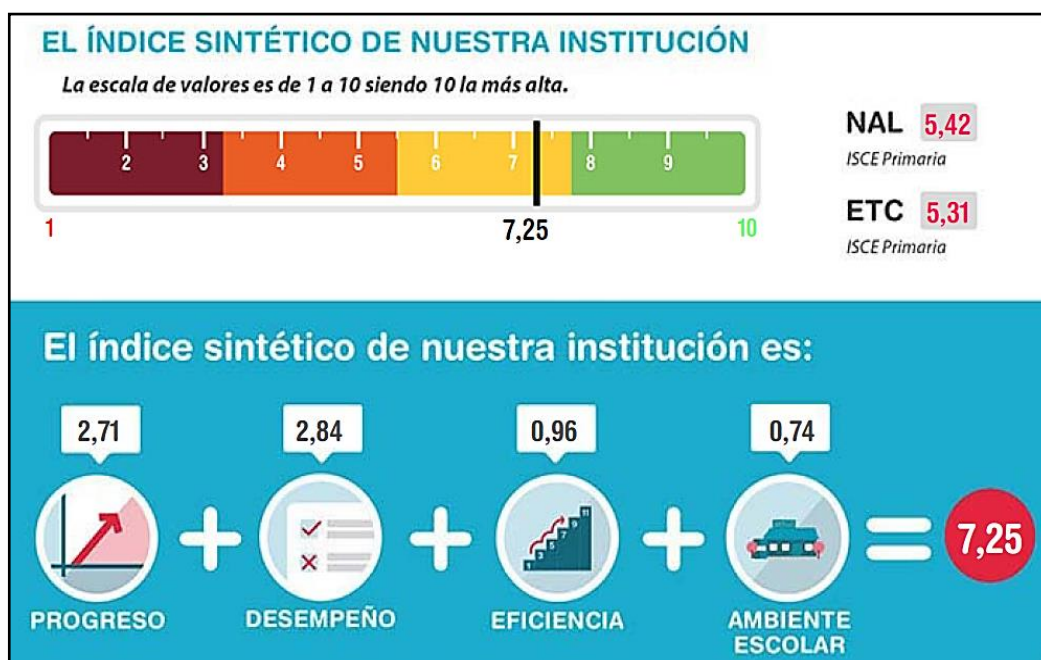 EL ÍNDICE SINTÉTICO DE NUESTRA INSTITUCIÓN
La escala de valores es de 1 a 10 siendo 10 la más alta.
2 3 4 5 6 7 8 9
1 7,25 10
NAL 5,42
ISCE Primaria
ETC 5,31
ISCE Primaria
El índice sintético de nuestra institución es:
2,71 2,84 0,96 0,74
+ + + = 7,25
PROGRESO DESEMPEÑO EFICIENCIA AMBIENTE
ESCOLAR